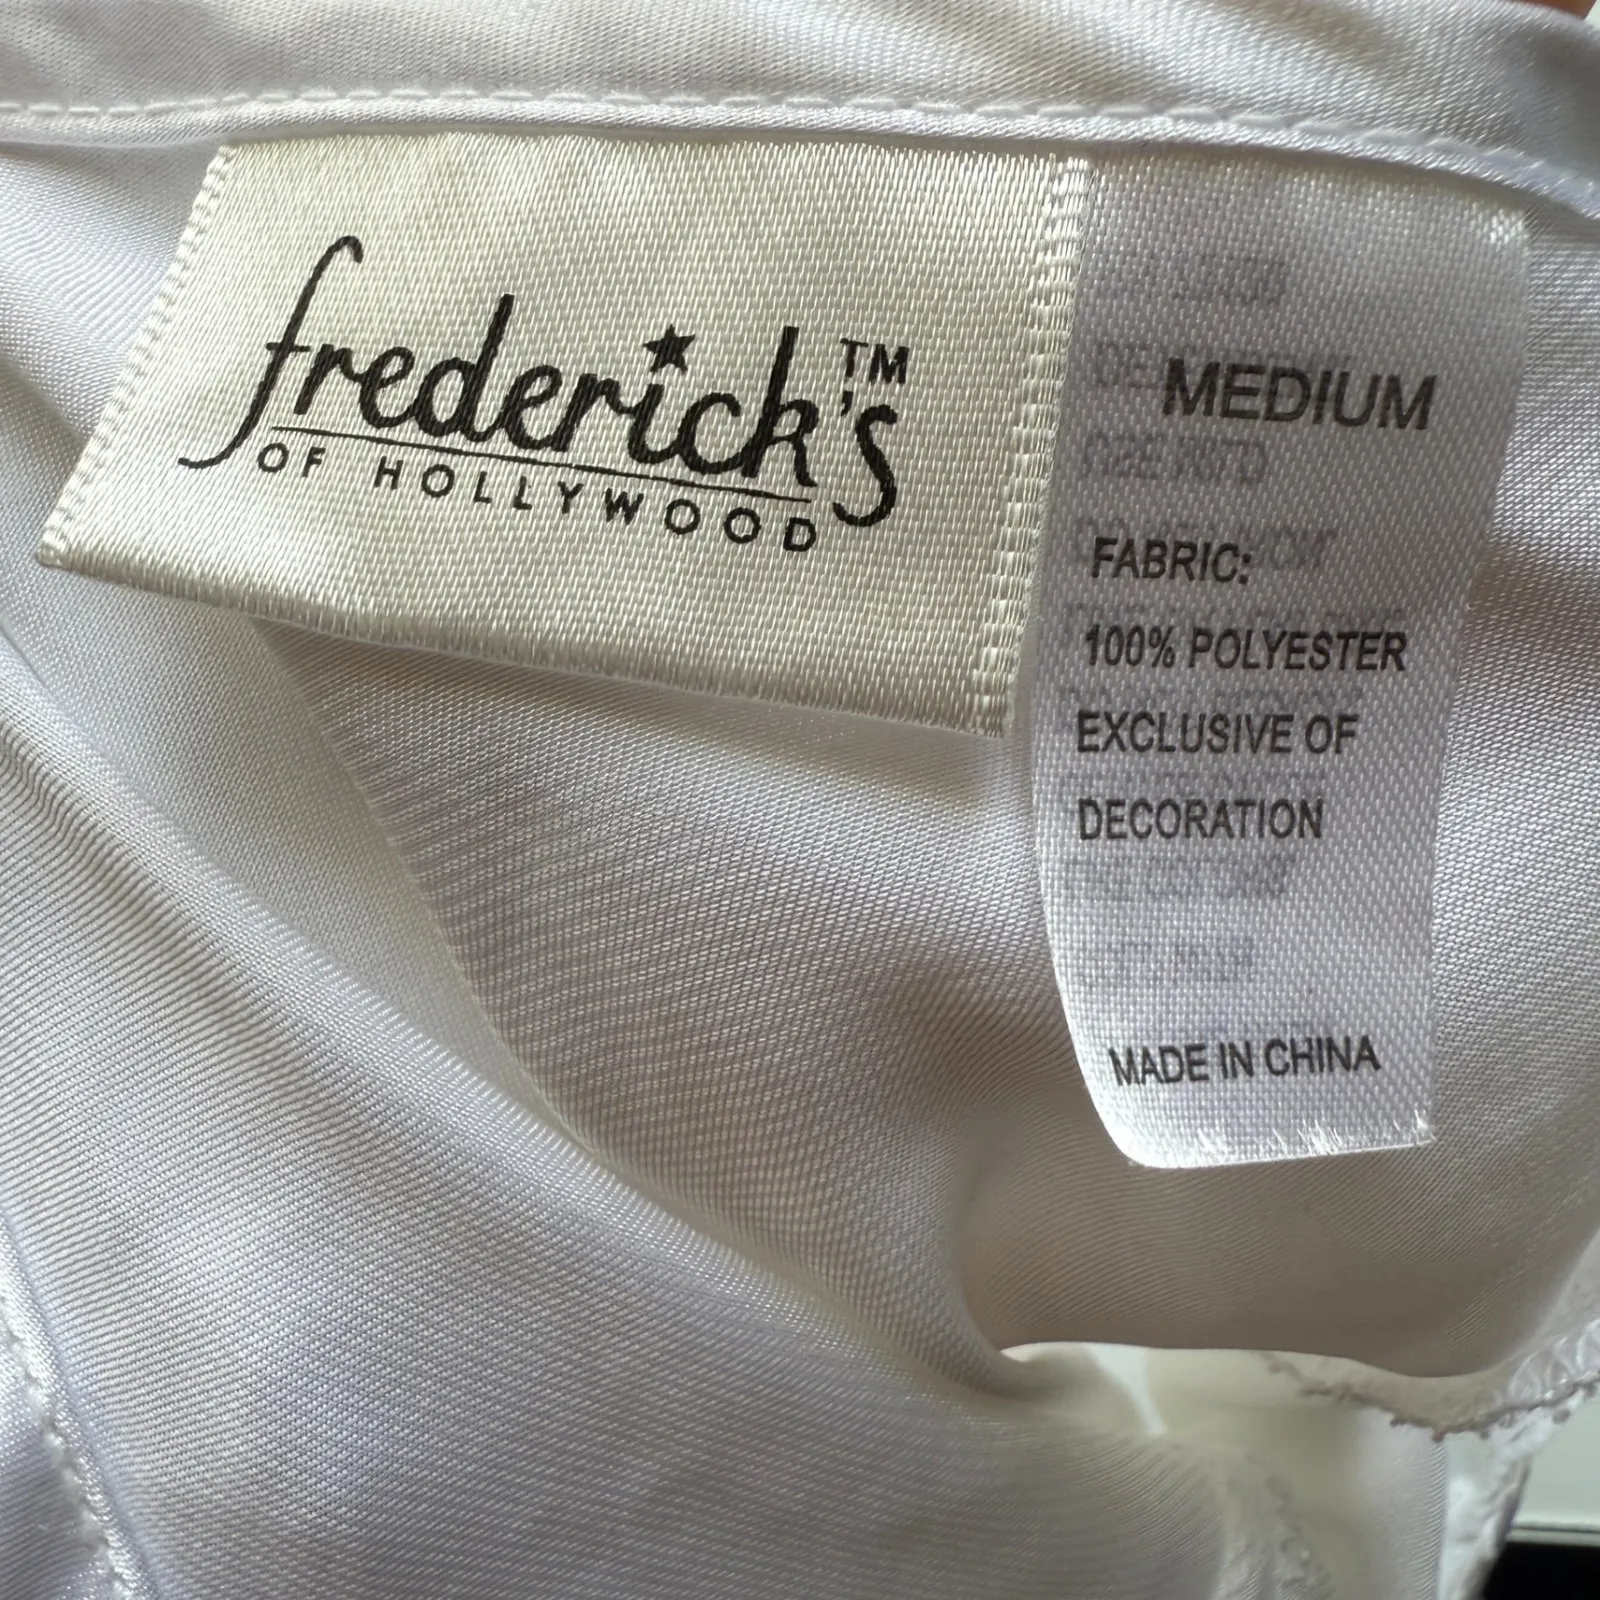 frederick's™
OF HOLLYWOOD
MEDIUM
FABRIC:
100% POLYESTER
EXCLUSIVE OF
DECORATION
MADE IN CHINA